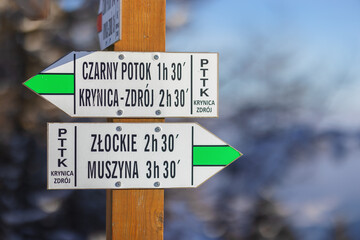 CZARNY POTOK 1h 30′
KRYNICA-ZDRÓJ 2h 30′
PTTK
KRYNICA
ZDRÓJ
PTTK
KRYNICA
ZDRÓJ
ZŁOCKIE 2h 30′
MUSZYNA 3h 30′